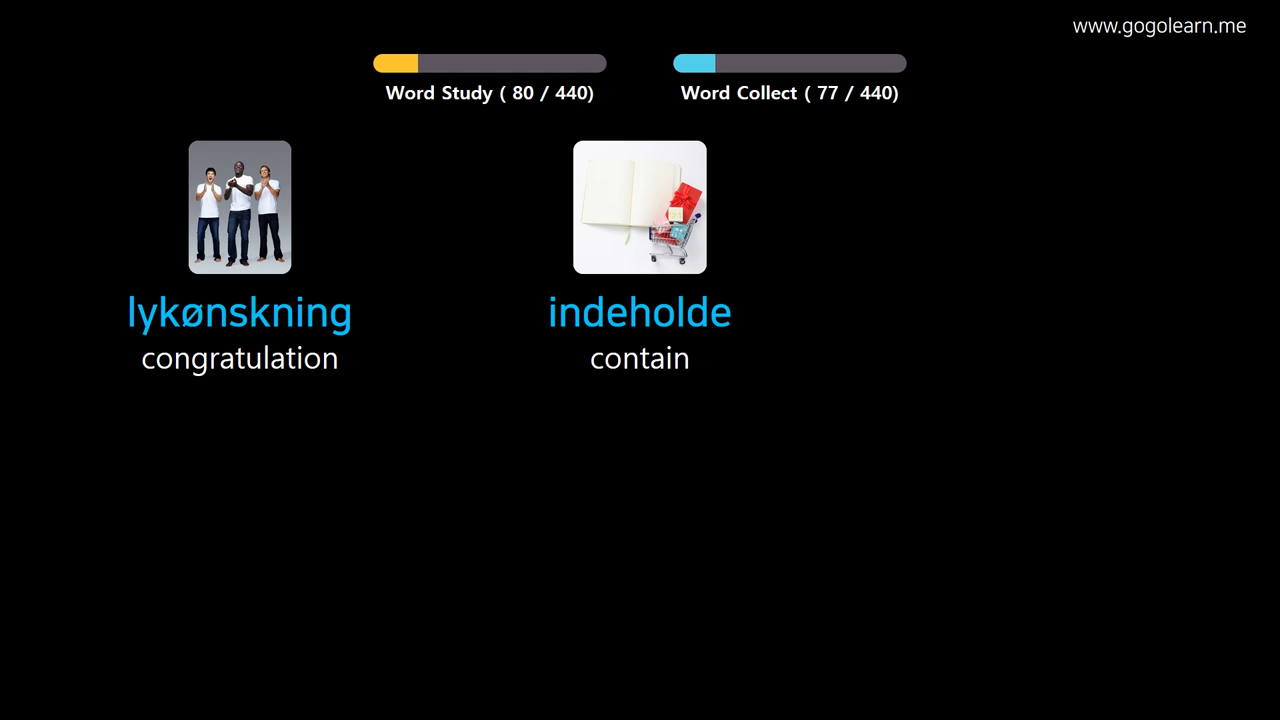 www.gogolearn.me
Word Study ( 80 / 440)
Word Collect ( 77 / 440)
lykønskning
congratulation
indeholde
contain